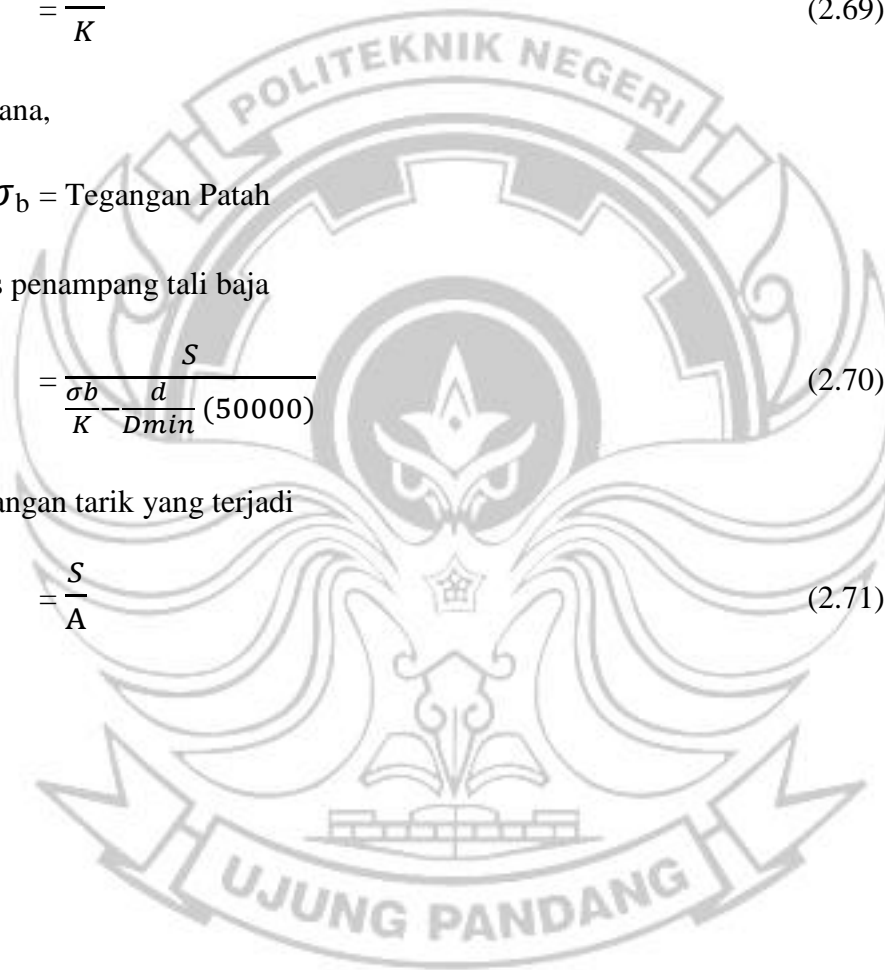 = — K (2.69)
ana,
σb = Tegangan Patah
s penampang tali baja
= S / (σb/K − d/Dmin (50000)) (2.70)
angan tarik yang terjadi
= S/A (2.71)
POLITEKNIK NEGERI
UJUNG PANDANG